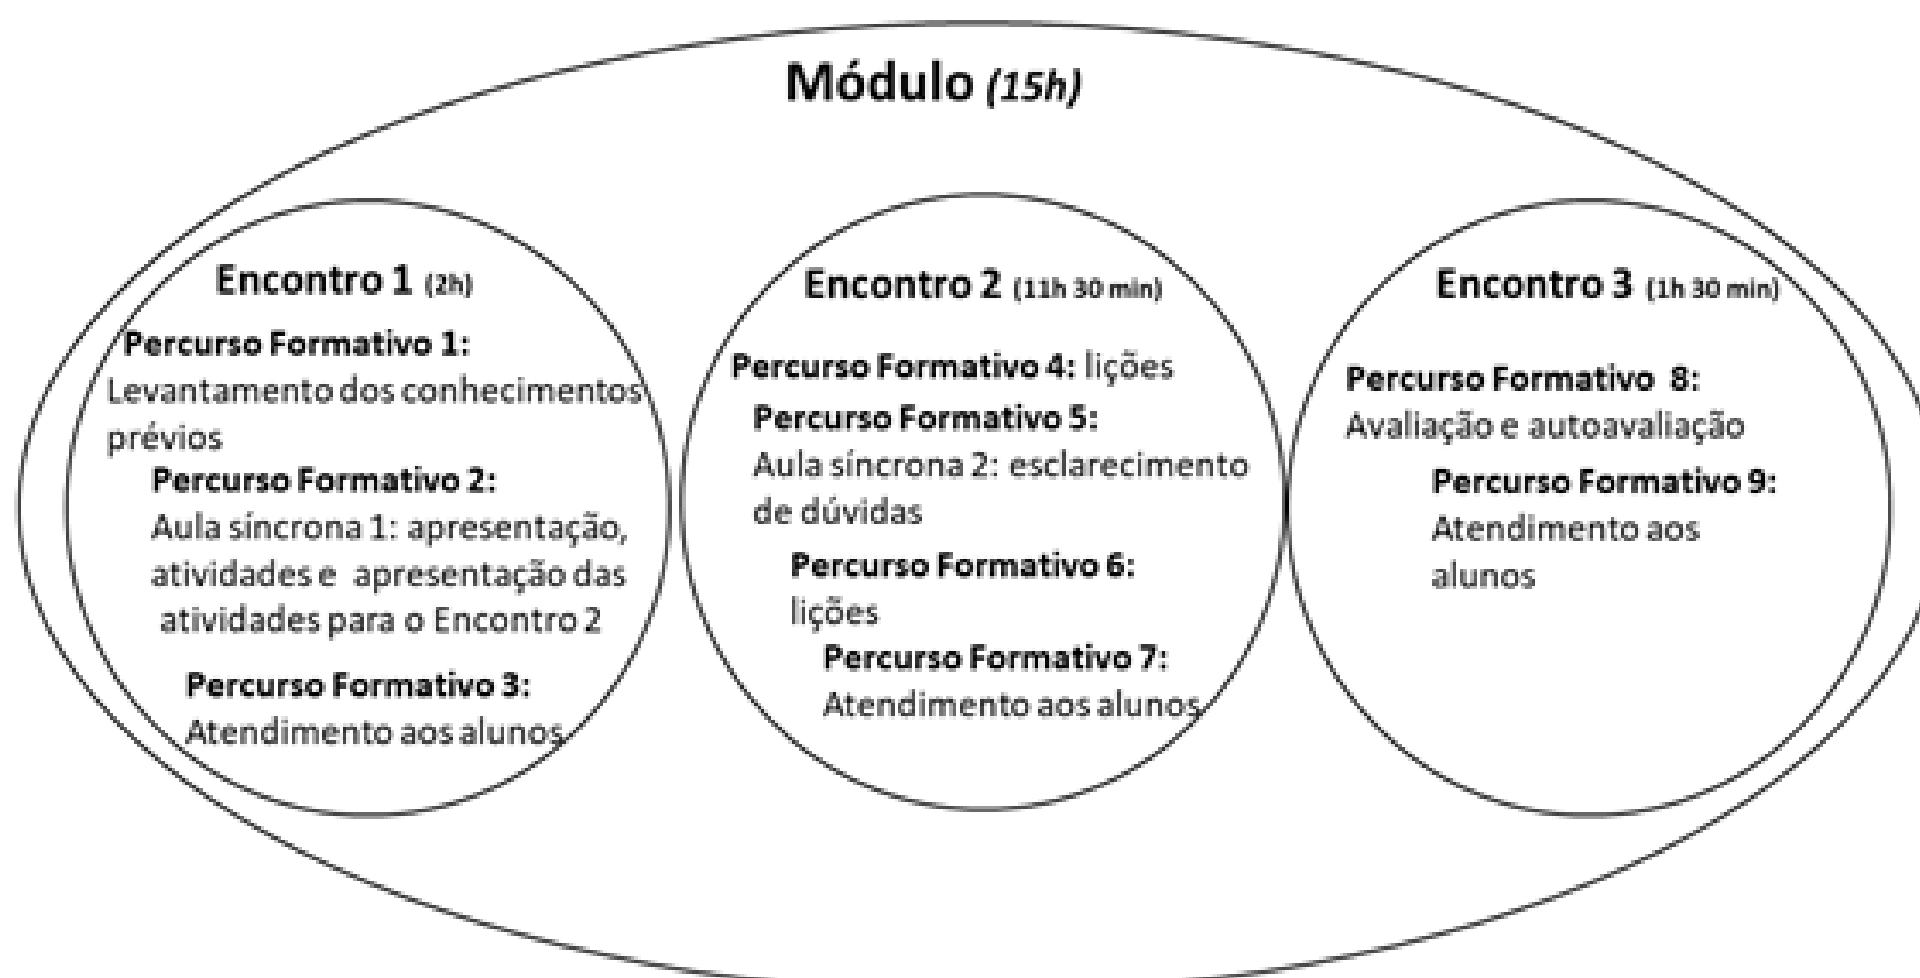 Módulo (15h)
Encontro 1 (2h)
Percurso Formativo 1:
Levantamento dos conhecimentos
prévios
Percurso Formativo 2:
Aula síncrona 1: apresentação,
atividades e apresentação das
atividades para o Encontro 2
Percurso Formativo 3:
Atendimento aos alunos
Encontro 2 (11h 30 min)
Percurso Formativo 4: lições
Percurso Formativo 5:
Aula síncrona 2: esclarecimento
de dúvidas
Percurso Formativo 6:
lições
Percurso Formativo 7:
Atendimento aos alunos
Encontro 3 (1h 30 min)
Percurso Formativo 8:
Avaliação e autoavaliação
Percurso Formativo 9:
Atendimento aos
alunos